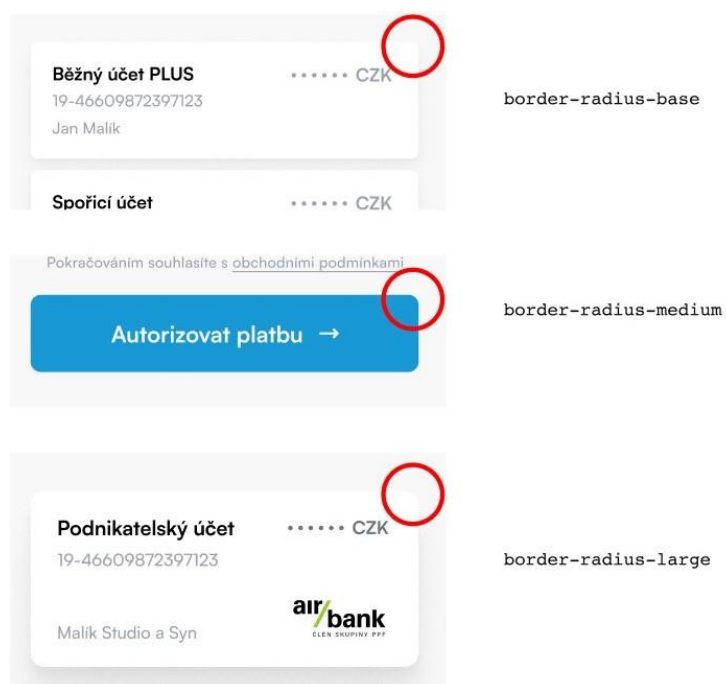 Běžný účet PLUS
•••••• CZK
19-46609872397123
Jan Malík
border-radius-base
Spořicí účet
•••••• CZK
Pokračováním souhlasíte s obchodními podmínkami
Autorizovat platbu →
border-radius-medium
Podnikatelský účet
•••••• CZK
19-46609872397123
border-radius-large
Malík Studio a Syn
air bank
ČLEN SKUPINY PPF